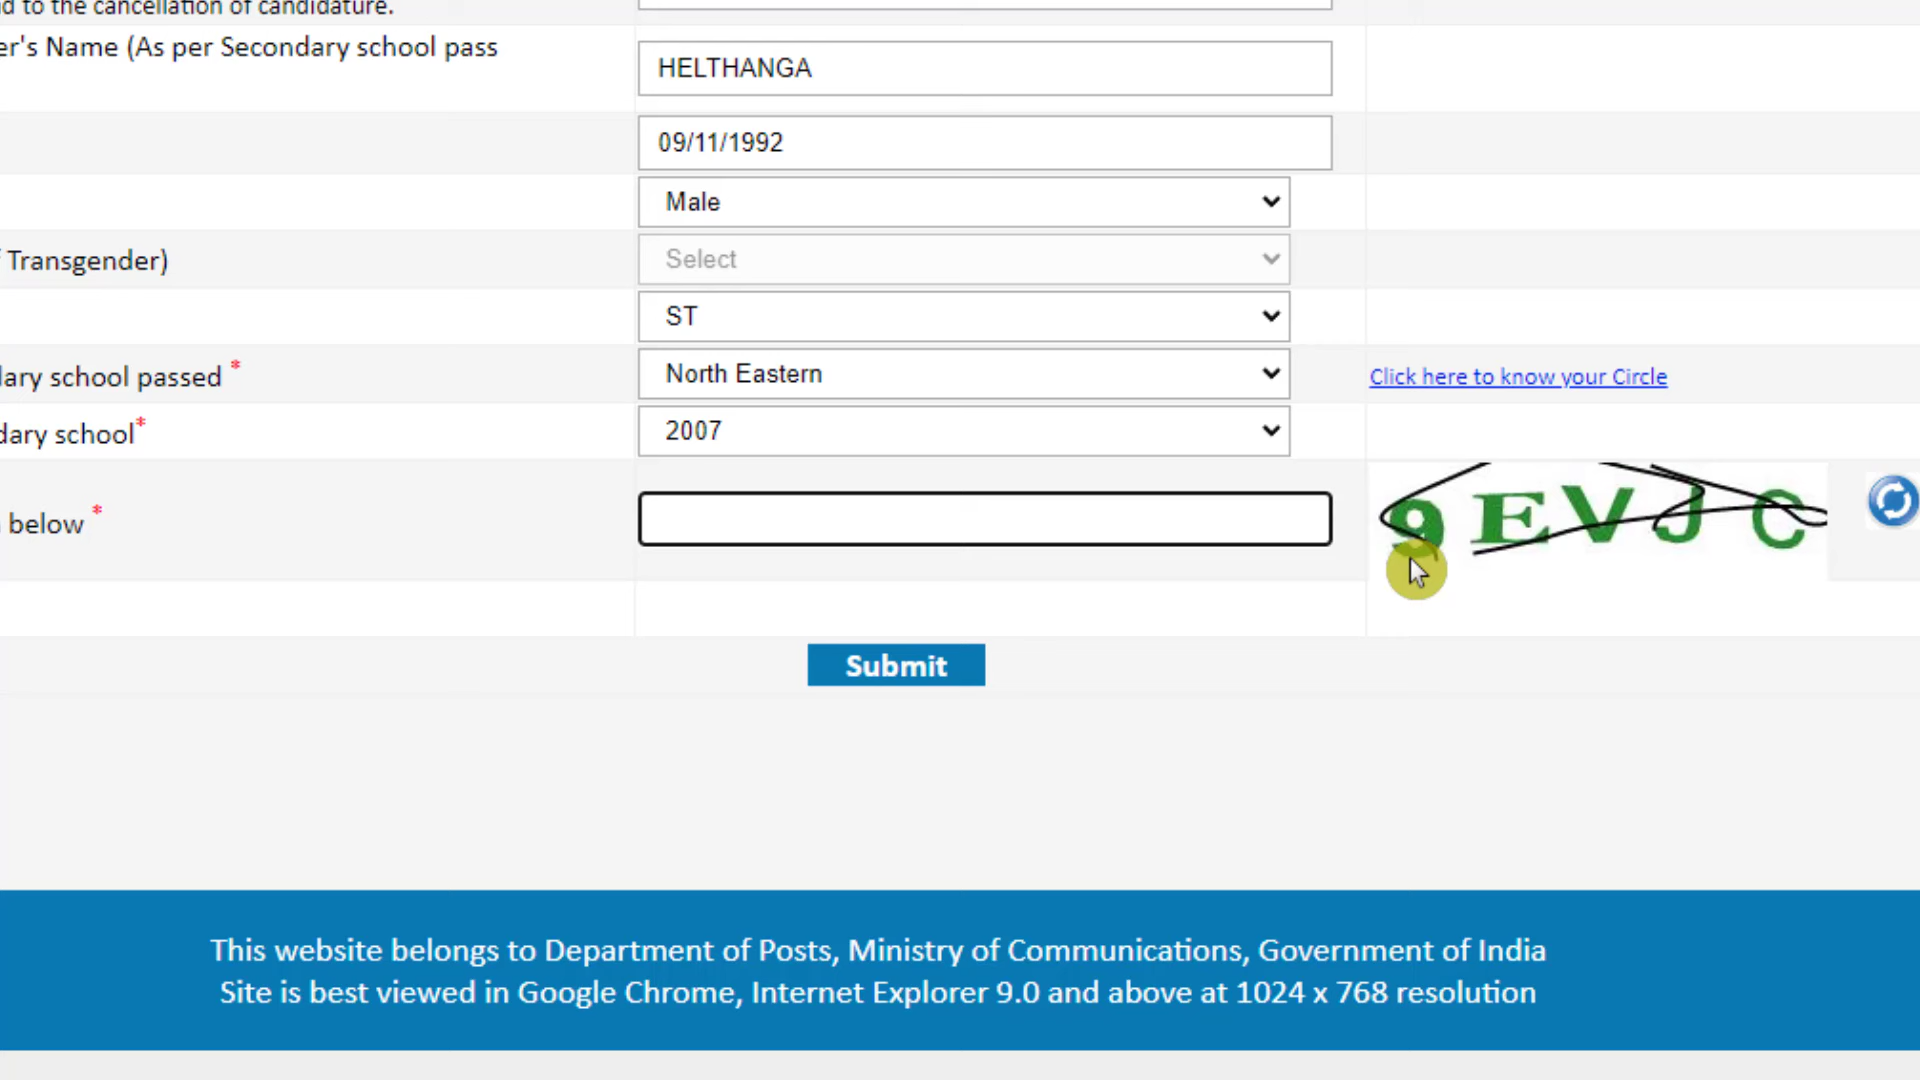 d to the cancellation of candidature.
er's Name (As per Secondary school pass
HELTHANGA
09/11/1992
Male
Transgender)
Select
ST
dary school passed *
North Eastern
Click here to know your Circle
dary school*
2007
below *
9EVJC
Submit
This website belongs to Department of Posts, Ministry of Communications, Government of India
Site is best viewed in Google Chrome, Internet Explorer 9.0 and above at 1024 x 768 resolution